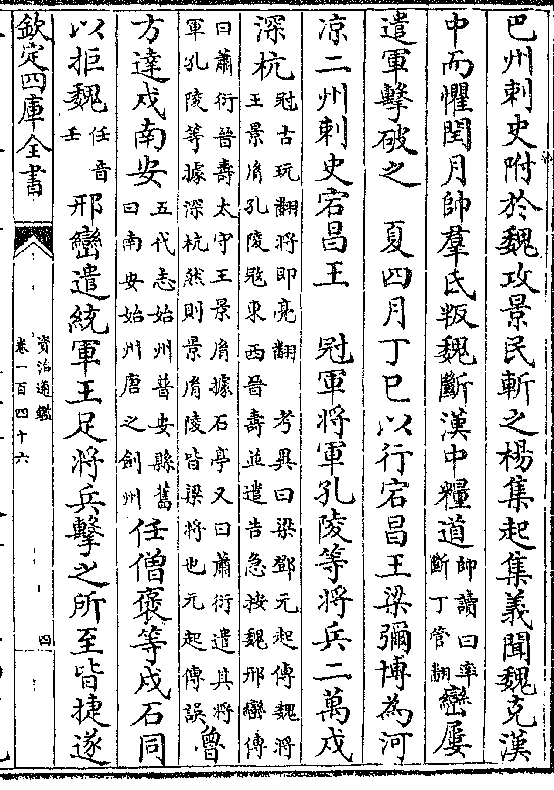 巴州刺史附於魏攻景民斬之楊集起集義聞魏克漢
中而懼閏月帥羣氐叛魏斷漢中糧道
帥讀曰率
斷丁管翻
巒屢
遣軍擊破之 夏四月丁巳以行宕昌王梁彌博為河
凉二州刺史宕昌王 冠軍將軍孔陵等將兵二萬戍
深杭
冠古玩翻將即亮翻 考異曰梁鄧元起傳魏將
王景胤孔陵寇東西晉壽並遣告急按魏邢巒傳
曰蕭衍晉壽太守王景胤據石亭又曰蕭衍遣其將
軍孔陵等據深杭然則景胤陵皆梁將也元起傳誤
魯
方達戍南安
五代志始州普安縣舊
曰南安始州唐之劍州
任僧褒等戍石同
以拒魏
任音
壬
邢巒遣統軍王足將兵擊之所至皆捷遂
欽定四庫全書
資治通鑑
卷一百四十六
四